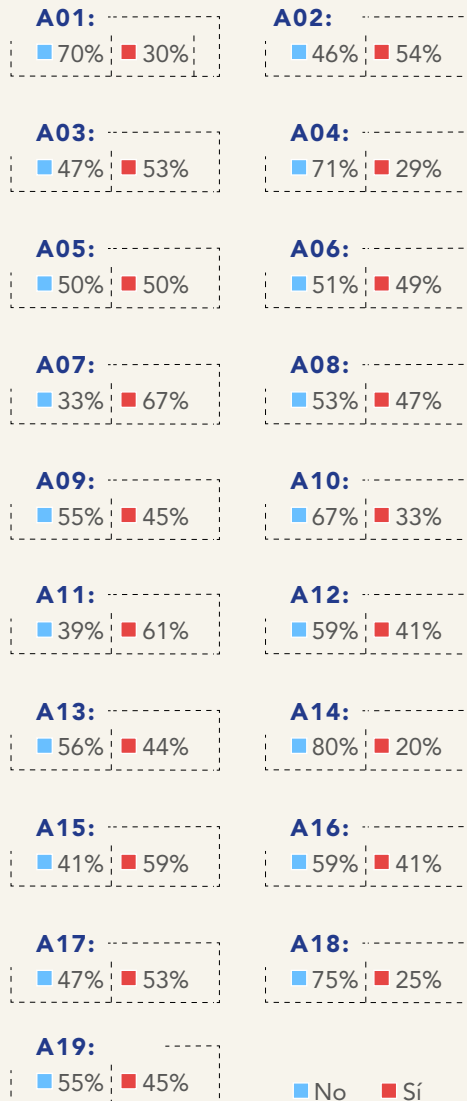 A01: A02:
70% 30% 46% 54%
A03: A04:
47% 53% 71% 29%
A05: A06:
50% 50% 51% 49%
A07: A08:
33% 67% 53% 47%
A09: A10:
55% 45% 67% 33%
A11: A12:
39% 61% 59% 41%
A13: A14:
56% 44% 80% 20%
A15: A16:
41% 59% 59% 41%
A17: A18:
47% 53% 75% 25%
A19:
55% 45% No Sí